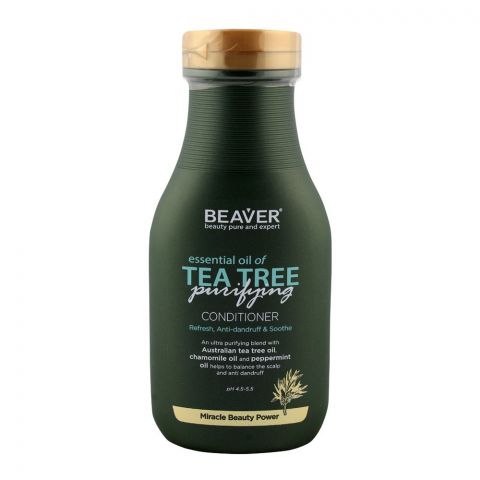 BEAVER®
beauty pure and expert
essential oil of
TEA TREE
purifying
CONDITIONER
Refresh, Anti-dandruff & Soothe
An ultra purifying blend with
Australian tea tree oil,
chamomile oil and peppermint
oil helps to balance the scalp
and anti dandruff
pH 4.5-5.5
Miracle Beauty Power